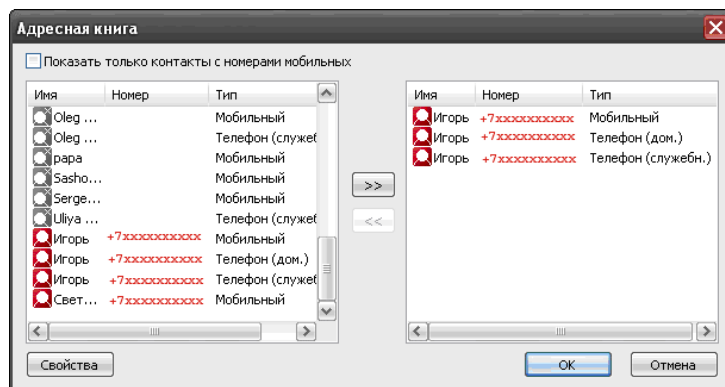 Адресная книга
Показать только контакты с номерами мобильных
Имя Номер Тип
Oleg ... Мобильный
Oleg ... Телефон (служеб
papa Мобильный
Sasho... Мобильный
Serge... Мобильный
Uliya ... Телефон (служеб
Игорь +7xxxxxxxxxx Мобильный
Игорь +7xxxxxxxxxx Телефон (дом.)
Игорь +7xxxxxxxxxx Телефон (служеб
Свет... +7xxxxxxxxxx Мобильный
>>
<<
Имя Номер Тип
Игорь +7xxxxxxxxxx Мобильный
Игорь +7xxxxxxxxxx Телефон (дом.)
Игорь +7xxxxxxxxxx Телефон (служебн.)
Свойства
OK
Отмена